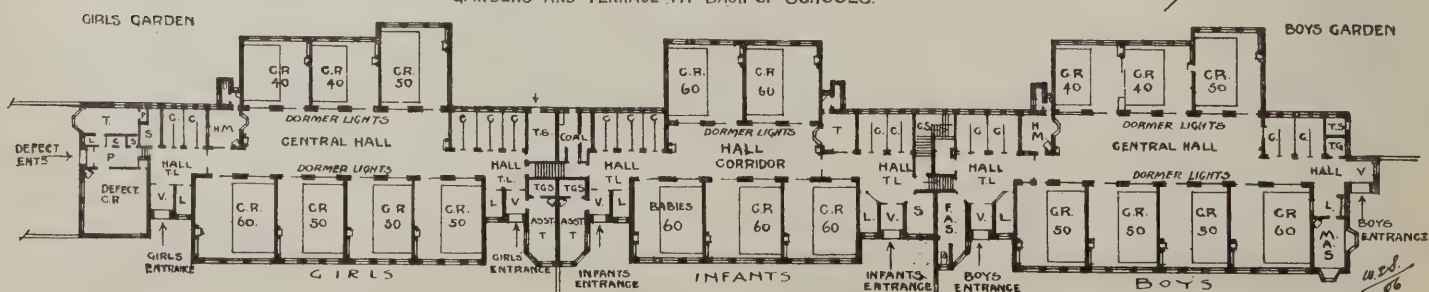 GARDENS AND TERRACE AT BACK OF SCHOOLS.
GIRLS GARDEN
BOYS GARDEN
C.R 40
C.R 40
C.R 50
C.R. 60
C.R 60
C.R 40
C.R 40
C.R 50
T.
L C S
P
S
C. C.
H.M.
DORMER LIGHTS
CENTRAL HALL
DORMER LIGHTS
C C C C
T.S
COAL
C C C C
DORMER LIGHTS
HALL
CORRIDOR
T
C. C.
C.S
C C
H M
DORMER LIGHTS
CENTRAL HALL
DORMER LIGHTS
C. C.
T.S
T.G
DEFECT
ENTS
DEFECT.
C.R
HALL
T.L
V. L
HALL
T.L.
L V
TGS TGS
ASST T
ASST T
HALL
T.L
V. L
HALL
T.L
L. V. S
F.A.S.
HALL
T.L.
V. L
HALL
V
L
M.A.S
C.R. 60.
C.R 50
C.R 50
C.R. 50
BABIES 60
C.R. 60
C.R 60
C.R. 50
C.R 50
C.R. 50
C.R 60
GIRLS
ENTRANCE
GIRLS
GIRLS
ENTRANCE
INFANTS
ENTRANCE
INFANTS
INFANTS
ENTRANCE
BOYS
ENTRANCE
BOYS
BOYS
ENTRANCE